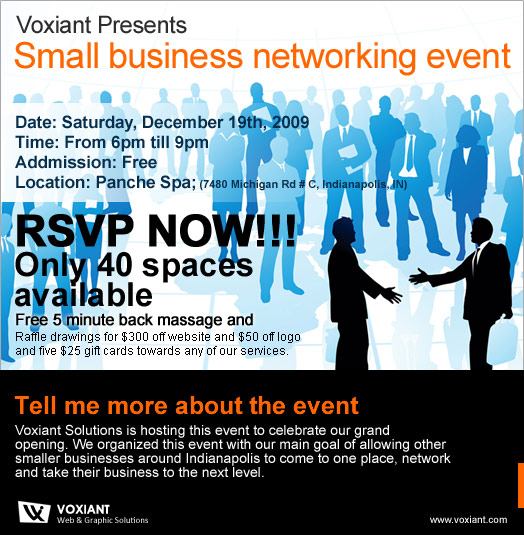 Voxiant Presents
Small business networking event
Date: Saturday, December 19th, 2009
Time: From 6pm till 9pm
Addmission: Free
Location: Panche Spa; (7480 Michigan Rd # C, Indianapolis, IN)
RSVP NOW!!!
Only 40 spaces
available
Free 5 minute back massage and
Raffle drawings for $300 off website and $50 off logo
and five $25 gift cards towards any of our services.
Tell me more about the event
Voxiant Solutions is hosting this event to celebrate our grand
opening. We organized this event with our main goal of allowing other
smaller businesses around Indianapolis to come to one place, network
and take their business to the next level.
VOXIANT
Web & Graphic Solutions
www.voxiant.com